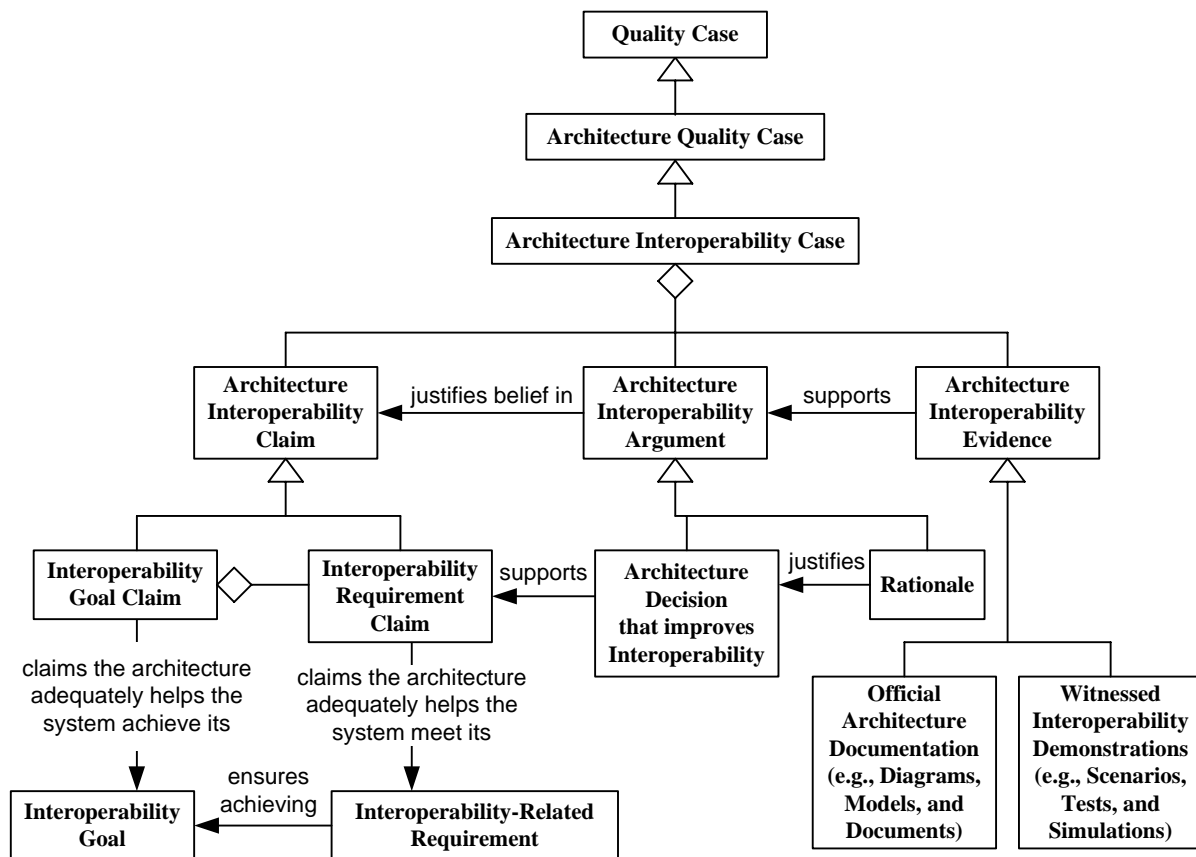 Quality Case
Architecture Quality Case
Architecture Interoperability Case
Architecture
Interoperability
Claim
justifies belief in
Architecture
Interoperability
Argument
supports
Architecture
Interoperability
Evidence
Interoperability
Goal Claim
Interoperability
Requirement
Claim
supports
Architecture
Decision
that improves
Interoperability
justifies
Rationale
claims the architecture
adequately helps the
system achieve its
claims the architecture
adequately helps the
system meet its
Official
Architecture
Documentation
(e.g., Diagrams,
Models, and
Documents)
Witnessed
Interoperability
Demonstrations
(e.g., Scenarios,
Tests, and
Simulations)
Interoperability
Goal
ensures
achieving
Interoperability-Related
Requirement